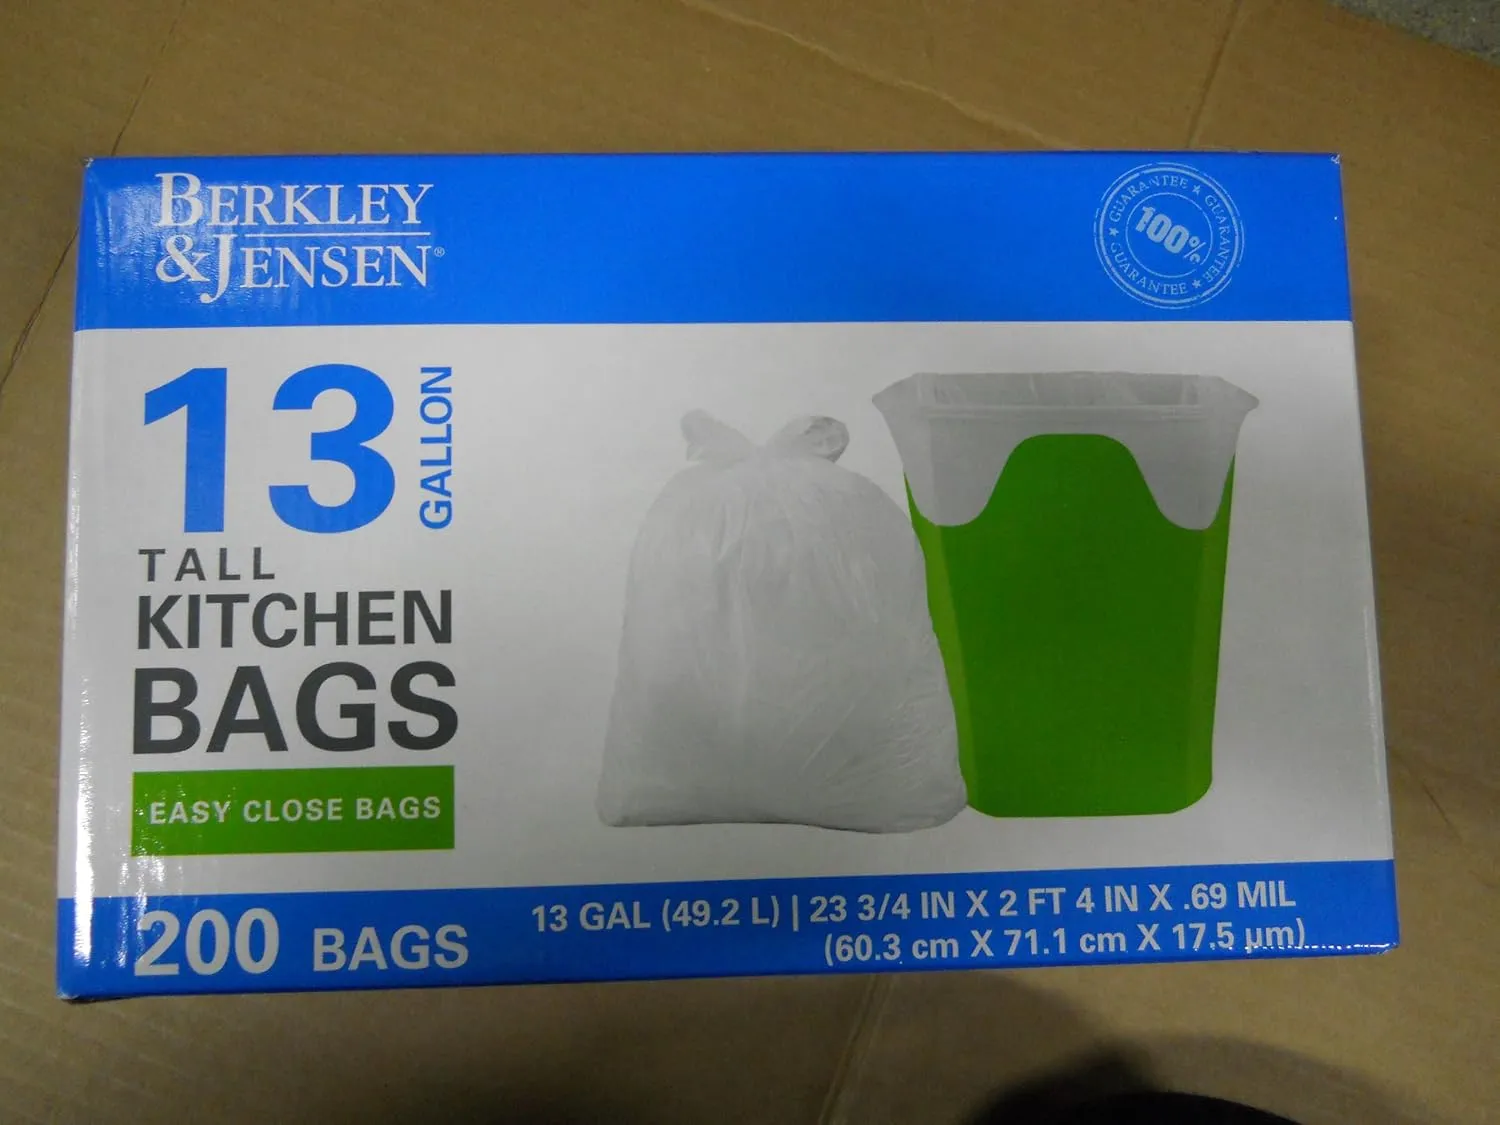 BERKLEY
& JENSEN®
GUARANTEE ★ GUARANTEE ★ GUARANTEE ★
100%
13
GALLON
TALL
KITCHEN
BAGS
EASY CLOSE BAGS
200 BAGS
13 GAL (49.2 L) | 23 3/4 IN X 2 FT 4 IN X .69 MIL
(60.3 cm X 71.1 cm X 17.5 µm)